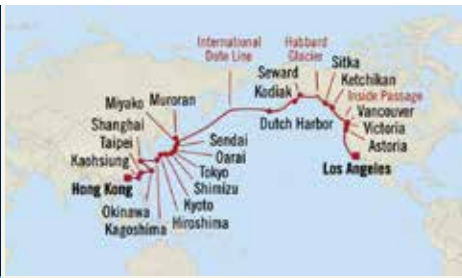 International
Date Line
Hubbard
Glacier
Sitka
Ketchikan
Inside Passage
Vancouver
Victoria
Astoria
Los Angeles
Seward
Kodiak
Dutch Harbor
Miyako
Muroran
Shanghai
Taipei
Kaohsiung
Hong Kong
Sendai
Oarai
Tokyo
Shimizu
Kyoto
Hiroshima
Okinawa
Kagoshima